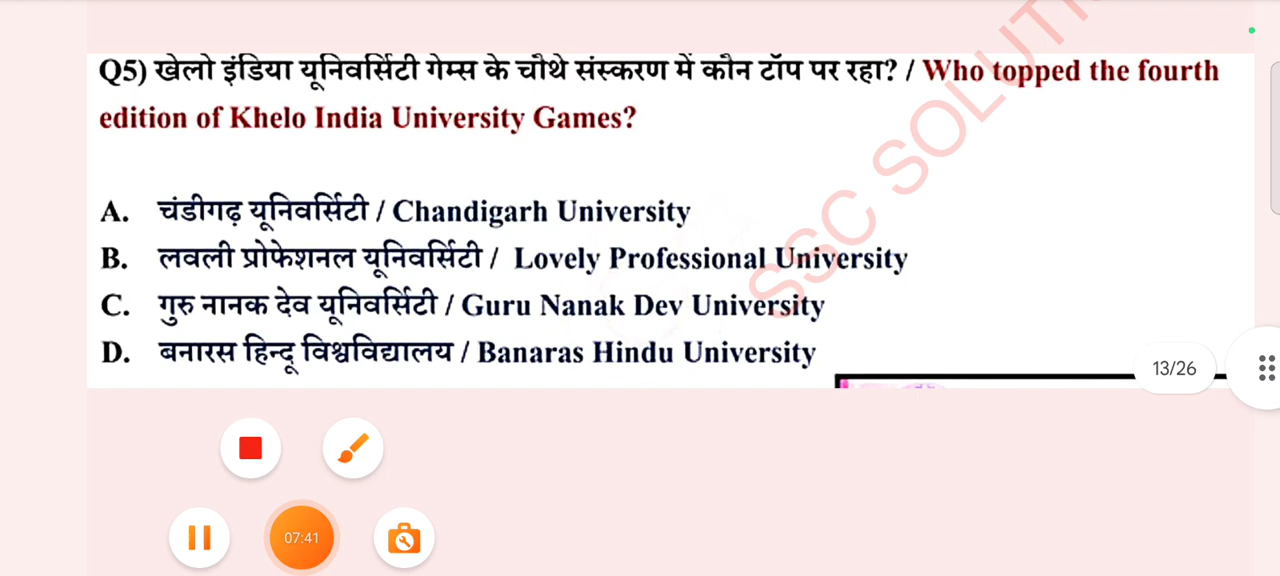 Q5) खेलो इंडिया यूनिवर्सिटी गेम्स के चौथे संस्करण में कौन टॉप पर रहा? / Who topped the fourth
edition of Khelo India University Games?
A. चंडीगढ़ यूनिवर्सिटी / Chandigarh University
B. लवली प्रोफेशनल यूनिवर्सिटी / Lovely Professional University
C. गुरु नानक देव यूनिवर्सिटी / Guru Nanak Dev University
D. बनारस हिन्दू विश्वविद्यालय / Banaras Hindu University
SSC SOLUTI
13/26
07:41